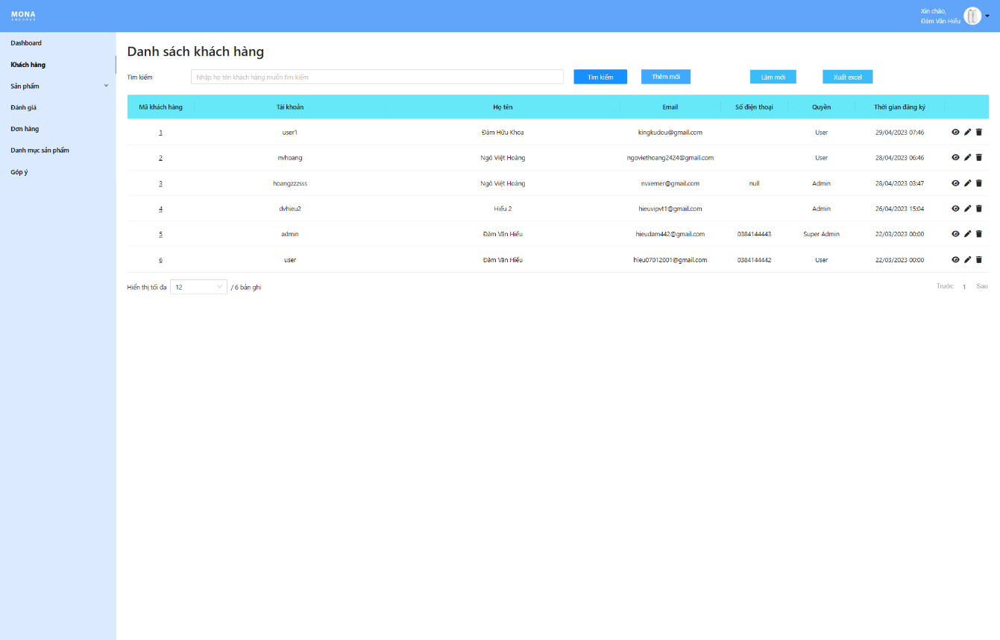 MONA
SNEAKER
Xin chào,
Đàm Văn Hiếu
Dashboard
Khách hàng
Sản phẩm
Đánh giá
Đơn hàng
Danh mục sản phẩm
Góp ý
Danh sách khách hàng
Tìm kiếm Nhập họ tên khách hàng muốn tìm kiếm Tìm kiếm Thêm mới Làm mới Xuất excel
Mã khách hàng Tài khoản Họ tên Email Số điện thoại Quyền Thời gian đăng ký
1 user1 Đàm Hữu Khoa kingkudou@gmail.com User 29/04/2023 07:46
2 nvhoang Ngô Việt Hoàng ngoviethoang2424@gmail.com User 28/04/2023 06:46
3 hoangzzzsss Ngô Việt Hoàng nvxemer@gmail.com null Admin 28/04/2023 03:47
4 dvhieu2 Hiếu 2 hieuvipvt1@gmail.com Admin 26/04/2023 15:04
5 admin Đàm Văn Hiếu hieudam442@gmail.com 0384144443 Super Admin 22/03/2023 00:00
6 user Đàm Văn Hiếu hieu07012001@gmail.com 0384144442 User 22/03/2023 00:00
Hiển thị tối đa 12 / 6 bản ghi Trước 1 Sau